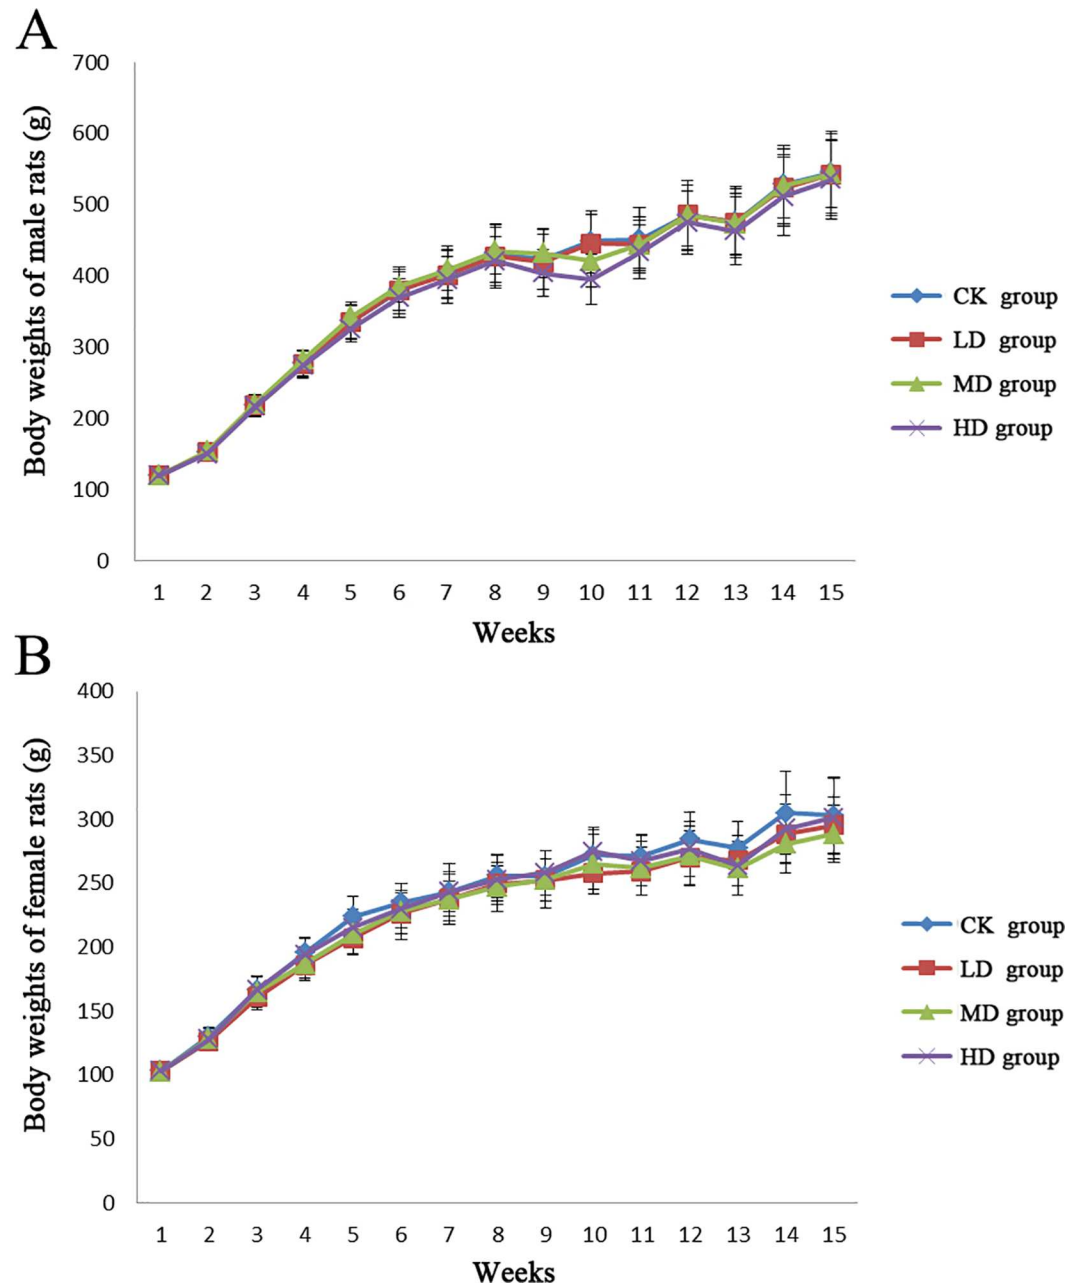 A
Body weights of male rats (g)
700
600
500
400
300
200
100
0
1 2 3 4 5 6 7 8 9 10 11 12 13 14 15
Weeks
CK group
LD group
MD group
HD group
B
Body weights of female rats (g)
400
350
300
250
200
150
100
50
0
1 2 3 4 5 6 7 8 9 10 11 12 13 14 15
Weeks
CK group
LD group
MD group
HD group